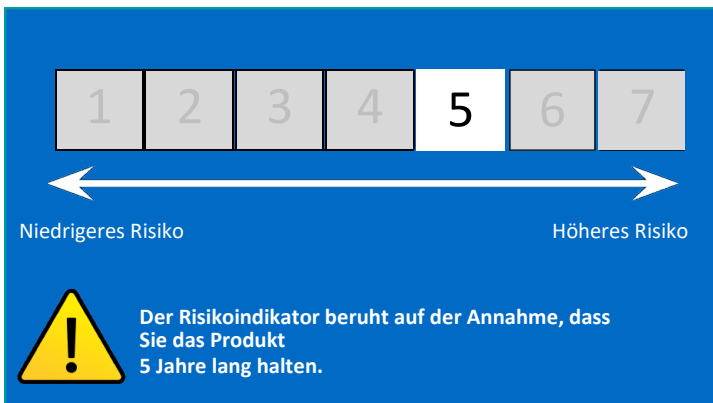 1 2 3 4 5 6 7
Niedrigeres Risiko Höheres Risiko
Der Risikoindikator beruht auf der Annahme, dass
Sie das Produkt
5 Jahre lang halten.